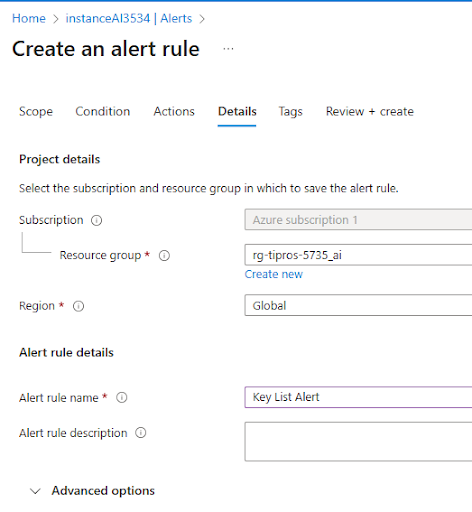 Home > instanceAI3534 | Alerts >
Create an alert rule ...
Scope Condition Actions Details Tags Review + create
Project details
Select the subscription and resource group in which to save the alert rule.
Subscription Azure subscription 1
Resource group * rg-tipros-5735_ai
Create new
Region * Global
Alert rule details
Alert rule name * Key List Alert
Alert rule description
Advanced options